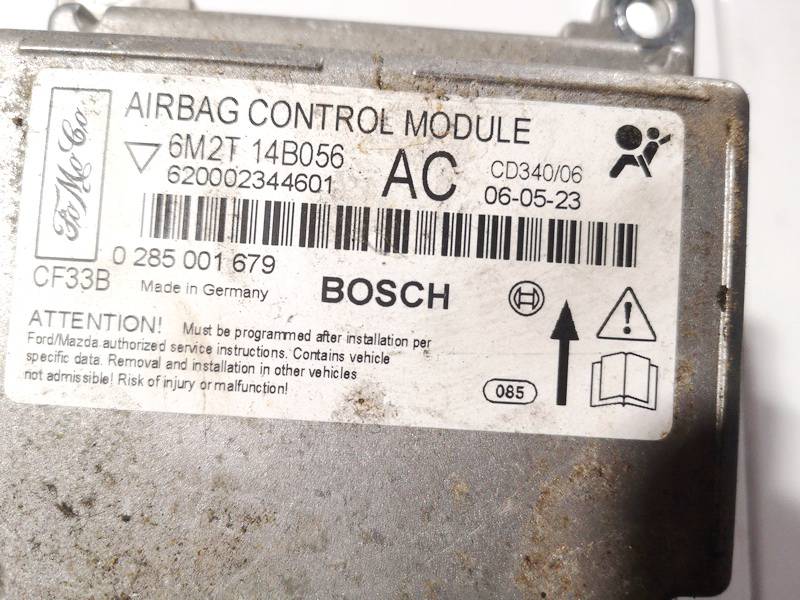 FoMoCo
AIRBAG CONTROL MODULE
6M2T 14B056 AC CD340/06
620002344601 06-05-23
0 285 001 679
CF33B Made in Germany BOSCH
ATTENTION! Must be programmed after installation per
Ford/Mazda authorized service instructions. Contains vehicle
specific data. Removal and installation in other vehicles
not admissible! Risk of injury or malfunction!
085